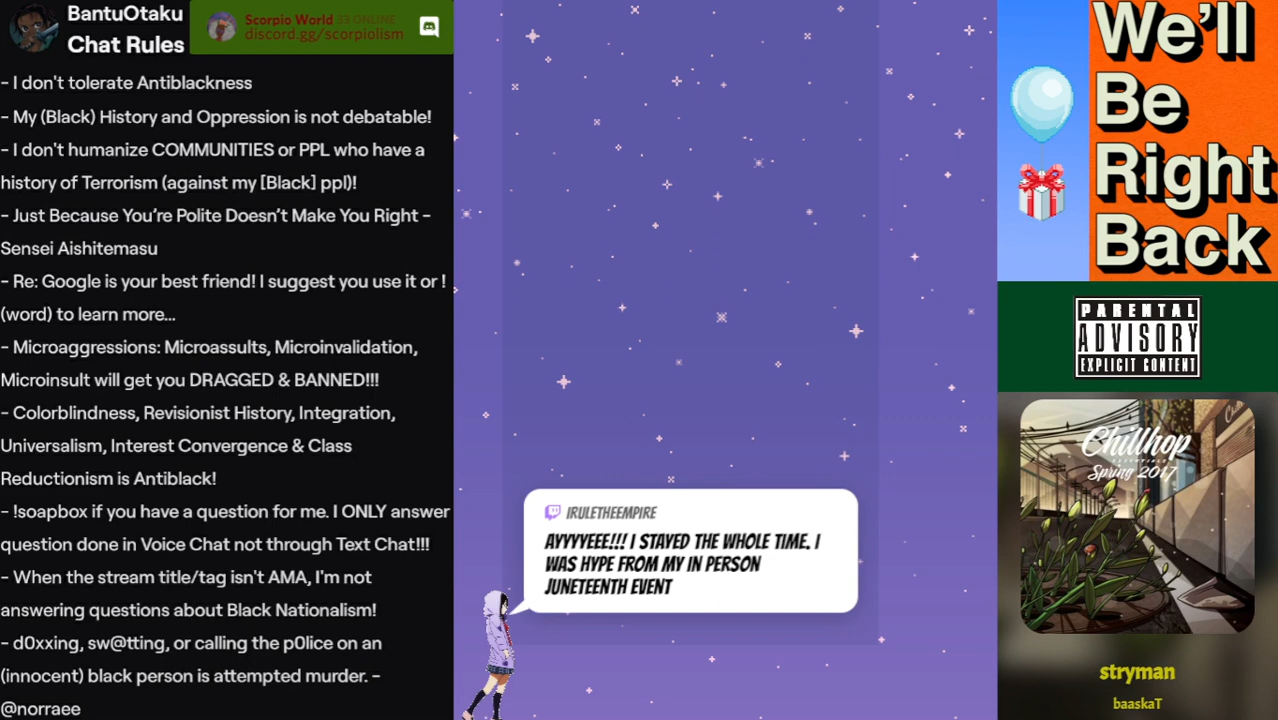 BantuOtaku
Chat Rules
Scorpio World 33 ONLINE
discord.gg/scorpiolism
- I don't tolerate Antiblackness
- My (Black) History and Oppression is not debatable!
- I don't humanize COMMUNITIES or PPL who have a
history of Terrorism (against my [Black] ppl)!
- Just Because You’re Polite Doesn’t Make You Right -
Sensei Aishitemasu
- Re: Google is your best friend! I suggest you use it or !
(word) to learn more...
- Microaggressions: Microassults, Microinvalidation,
Microinsult will get you DRAGGED & BANNED!!!
- Colorblindness, Revisionist History, Integration,
Universalism, Interest Convergence & Class
Reductionism is Antiblack!
- !soapbox if you have a question for me. I ONLY answer
question done in Voice Chat not through Text Chat!!!
- When the stream title/tag isn't AMA, I'm not
answering questions about Black Nationalism!
- d0xxing, sw@tting, or calling the p0lice on an
(innocent) black person is attempted murder. -
@norraee
IRULETHEEMPIRE
AYYYYEEE!!! I STAYED THE WHOLE TIME. I
WAS HYPE FROM MY IN PERSON
JUNETEENTH EVENT
We’ll
Be
Right
Back
PARENTAL
ADVISORY
EXPLICIT CONTENT
Chillhop
ESSENTIALS
Spring 2017
stryman
baaskaT